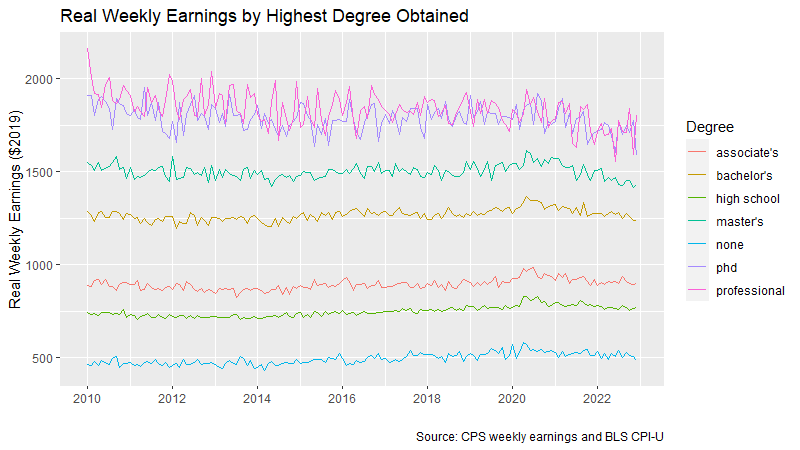 Real Weekly Earnings by Highest Degree Obtained
Real Weekly Earnings ($2019)
2000
1500
1000
500
2010
2012
2014
2016
2018
2020
2022
Degree
associate's
bachelor's
high school
master's
none
phd
professional
Source: CPS weekly earnings and BLS CPI-U